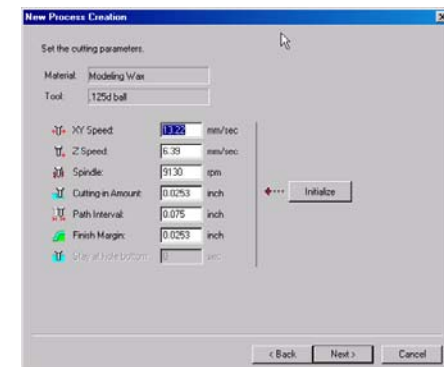 New Process Creation
Set the cutting parameters.
Material: Modeling Wax
Tool: .125d ball
XY Speed: 13.22 mm/sec
Z Speed: 6.39 mm/sec
Spindle: 9130 rpm
Cutting-in Amount: 0.0253 inch
Initialize
Path Interval: 0.075 inch
Finish Margin: 0.0253 inch
Stay at hole bottom: 0 sec
< Back Next > Cancel